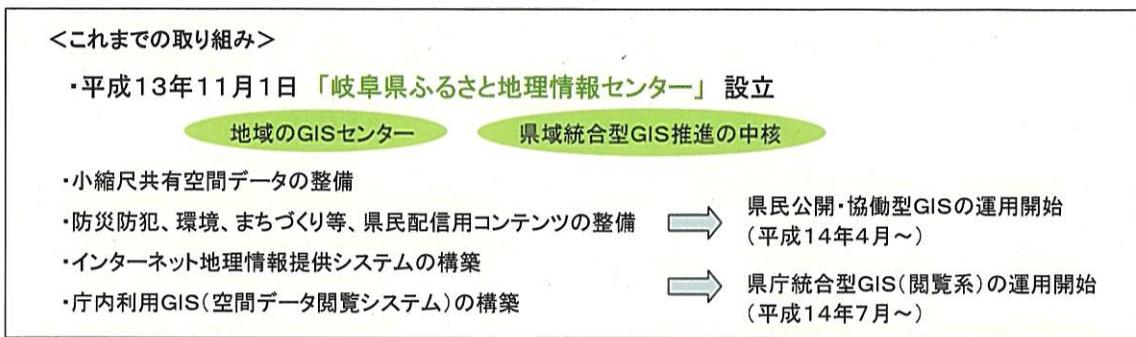 ＜これまでの取り組み＞
・平成13年11月1日 「岐阜県ふるさと地理情報センター」 設立
地域のGISセンター
県域統合型GIS推進の中核
・小縮尺共有空間データの整備
・防災防犯、環境、まちづくり等、県民配信用コンテンツの整備
・インターネット地理情報提供システムの構築
・庁内利用GIS(空間データ閲覧システム)の構築
県民公開・協働型GISの運用開始
(平成14年4月～)
県庁統合型GIS(閲覧系)の運用開始
(平成14年7月～)